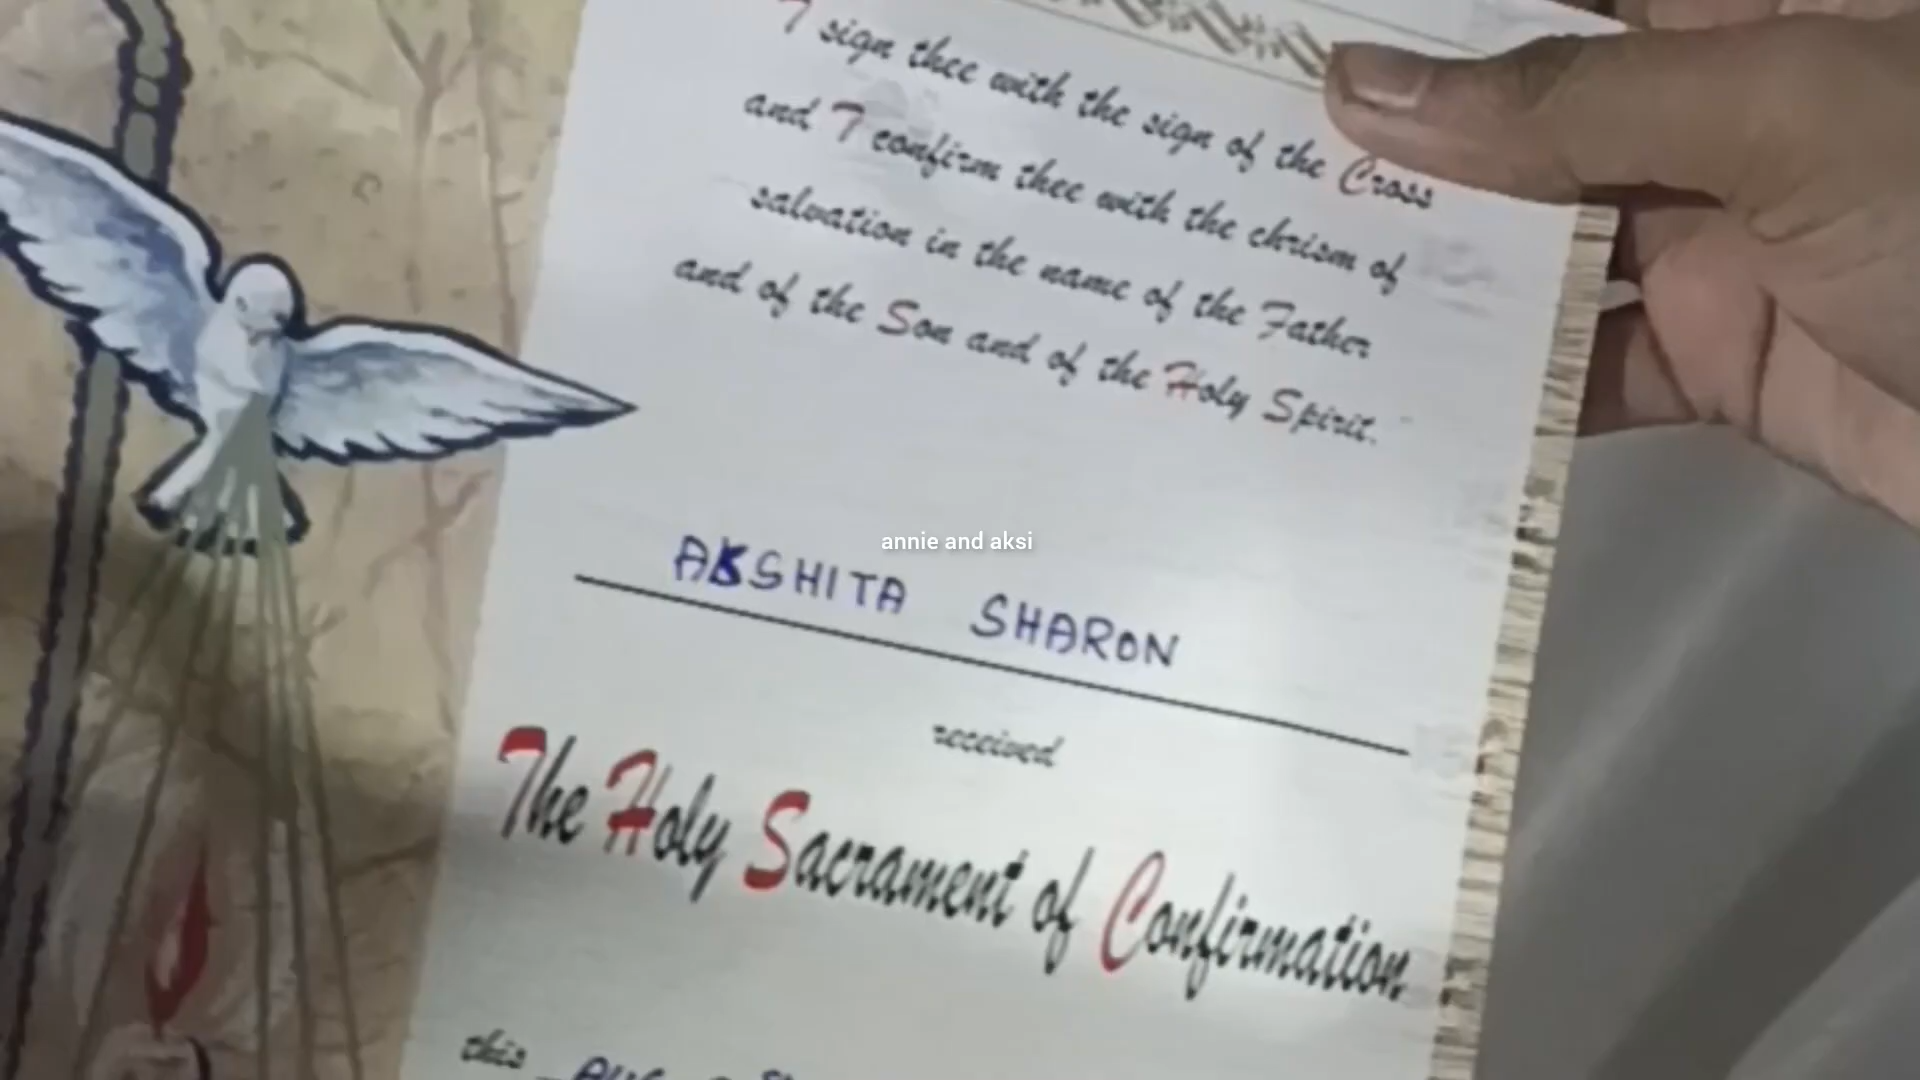 I sign thee with the sign of the Cross
and I confirm thee with the chrism of
salvation in the name of the Father
and of the Son and of the Holy Spirit.
annie and aksi
AKSHITA SHARON
received
The Holy Sacrament of Confirmation
this